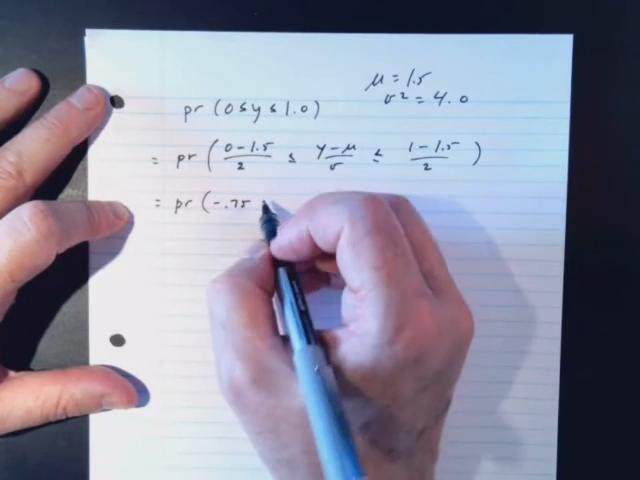 μ = 1.5
σ² = 4.0
pr (0 ≤ y ≤ 1.0)
= pr ( 0 - 1.5 / 2 ≤ y - μ / σ ≤ 1 - 1.5 / 2 )
= pr (-.75